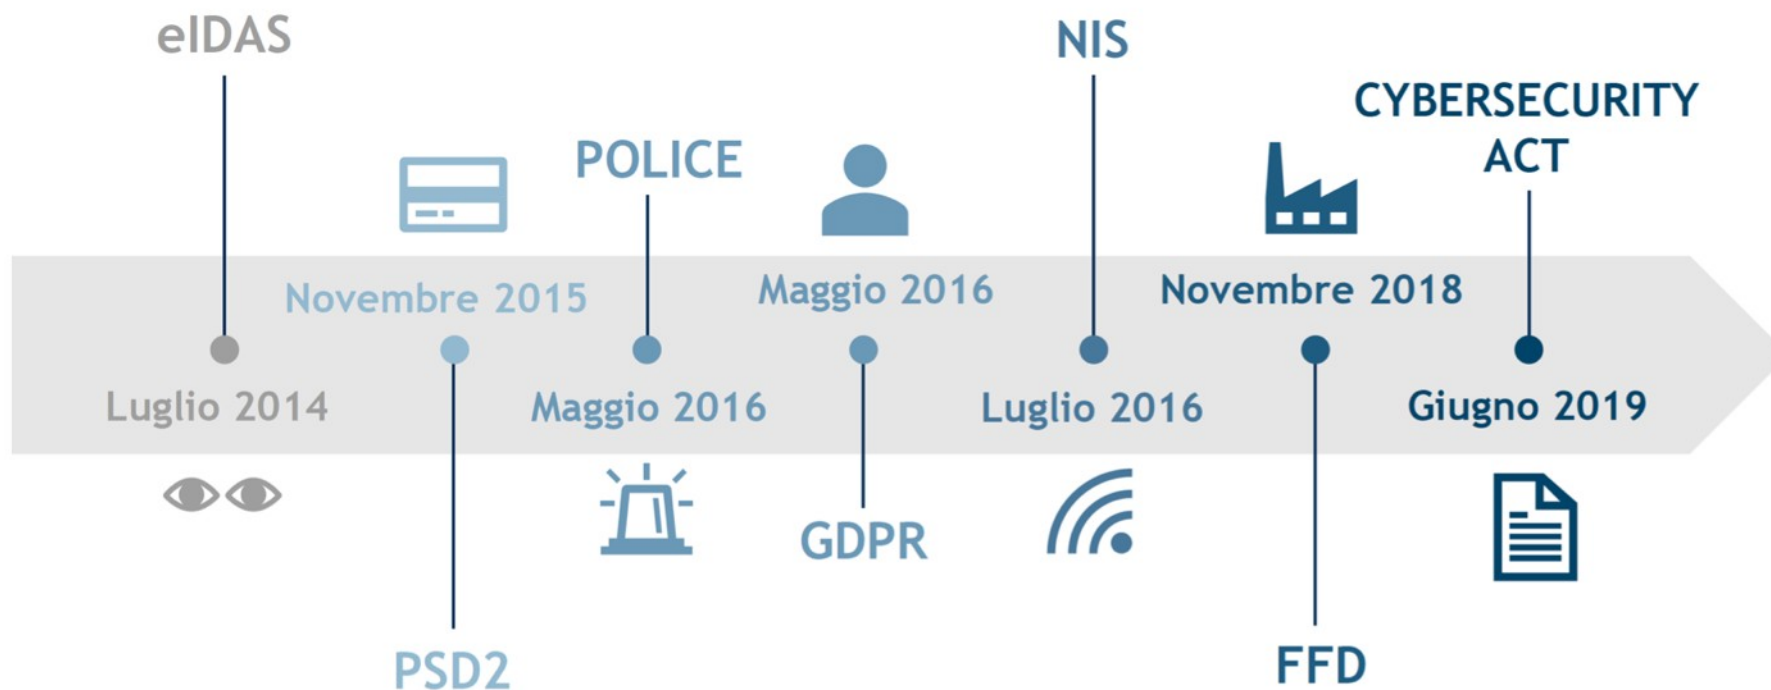 eIDAS
NIS
CYBERSECURITY
ACT
POLICE
Novembre 2015
Maggio 2016
Novembre 2018
Luglio 2014
Maggio 2016
Luglio 2016
Giugno 2019
GDPR
PSD2
FFD